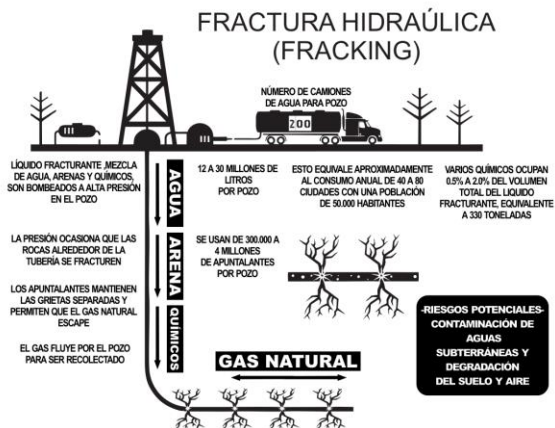 FRACTURA HIDRAÚLICA
(FRACKING)
NÚMERO DE CAMIONES
DE AGUA PARA POZO
200
LÍQUIDO FRACTURANTE ,MEZCLA
DE AGUA, ARENAS Y QUÍMICOS,
SON BOMBEADOS A ALTA PRESIÓN
EN EL POZO
LA PRESIÓN OCASIONA QUE LAS
ROCAS ALREDEDOR DE LA
TUBERÍA SE FRACTUREN
LOS APUNTALANTES MANTIENEN
LAS GRIETAS SEPARADAS Y
PERMITEN QUE EL GAS NATURAL
ESCAPE
EL GAS FLUYE POR EL POZO
PARA SER RECOLECTADO
AGUA
ARENA
QUÍMICOS
12 A 30 MILLONES DE
LITROS
POR POZO
SE USAN DE 300.000 A
4 MILLONES
DE APUNTALANTES
POR POZO
ESTO EQUIVALE APROXIMADAMENTE
AL CONSUMO ANUAL DE 40 A 80
CIUDADES CON UNA POBLACIÓN
DE 50.000 HABITANTES
VARIOS QUÍMICOS OCUPAN
0.5% A 2.0% DEL VOLUMEN
TOTAL DEL LIQUIDO
FRACTURANTE, EQUIVALENTE
A 330 TONELADAS
GAS NATURAL
-RIESGOS POTENCIALES-
CONTAMINACIÓN DE
AGUAS
SUBTERRÁNEAS Y
DEGRADACIÓN
DEL SUELO Y AIRE